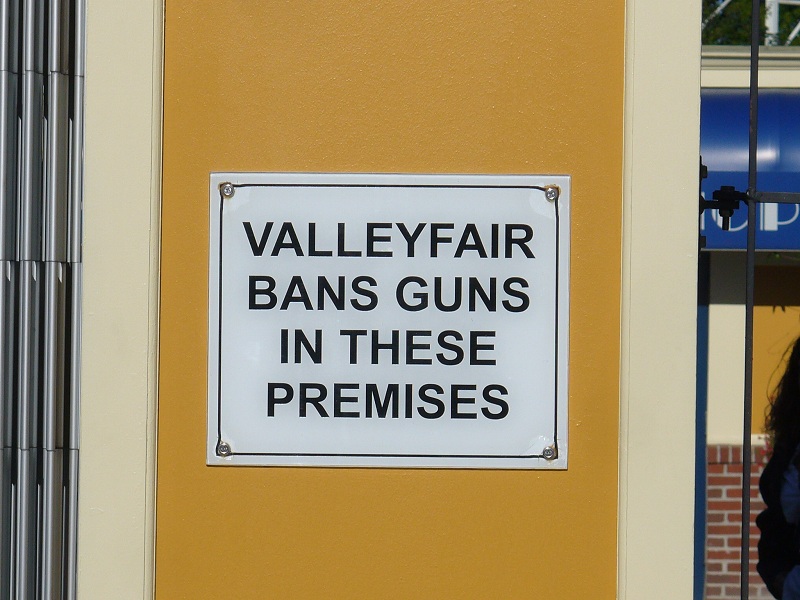 VALLEYFAIR
BANS GUNS
IN THESE
PREMISES